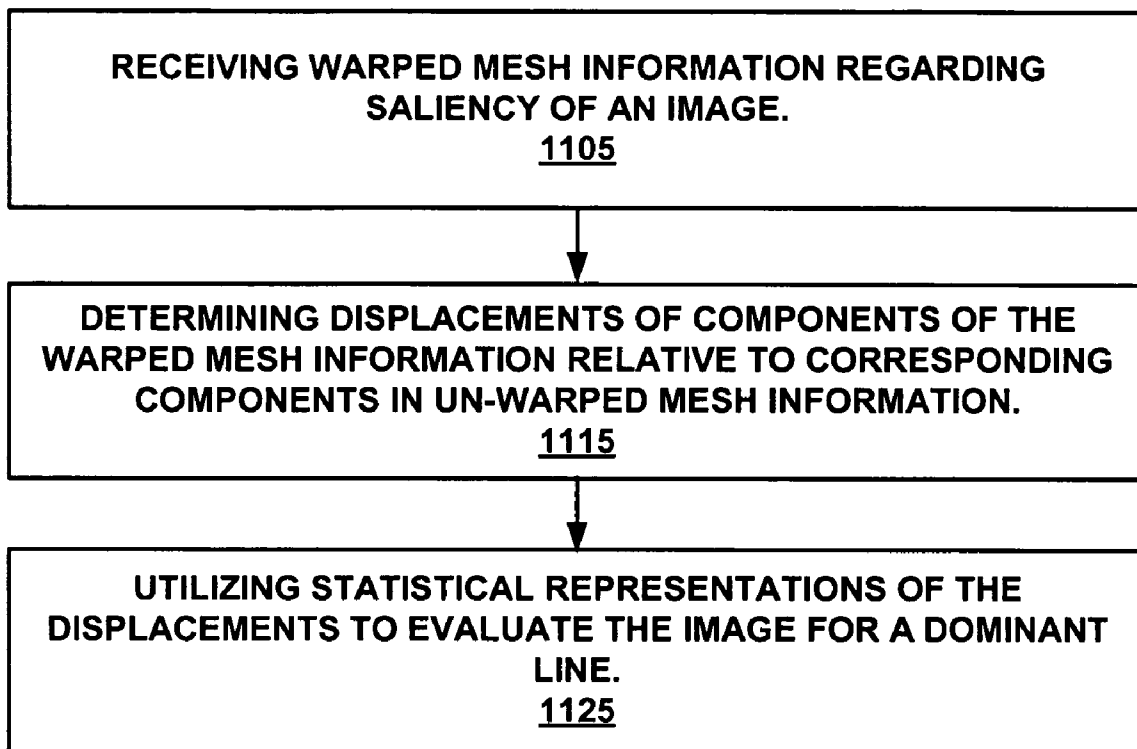 RECEIVING WARPED MESH INFORMATION REGARDING
SALIENCY OF AN IMAGE.
1105
DETERMINING DISPLACEMENTS OF COMPONENTS OF THE
WARPED MESH INFORMATION RELATIVE TO CORRESPONDING
COMPONENTS IN UN-WARPED MESH INFORMATION.
1115
UTILIZING STATISTICAL REPRESENTATIONS OF THE
DISPLACEMENTS TO EVALUATE THE IMAGE FOR A DOMINANT
LINE.
1125